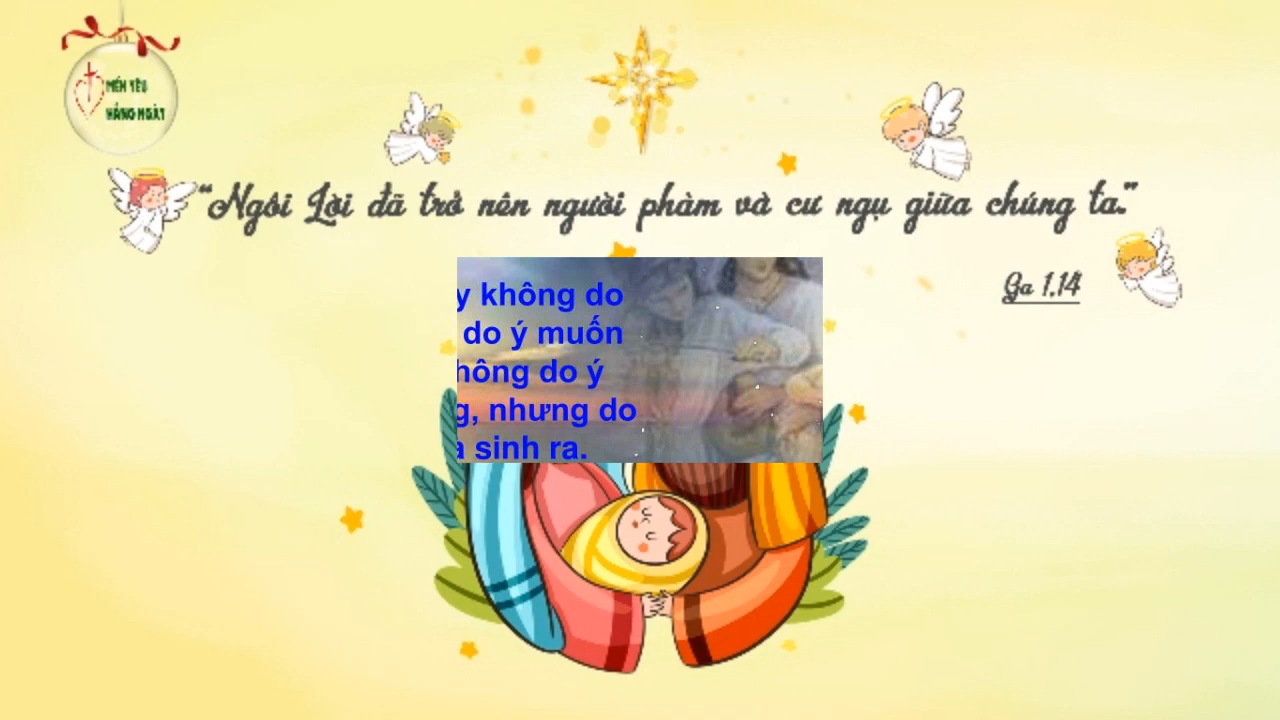 MẾN YÊU
HẰNG NGÀY
“Ngôi Lời đã trở nên người phàm và cư ngụ giữa chúng ta.”
Ga 1,14
y không do
do ý muốn
hông do ý
g, nhưng do
a sinh ra.